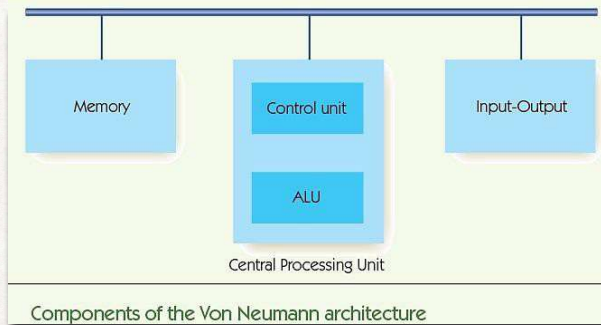 Memory
Control unit
Input-Output
ALU
Central Processing Unit
Components of the Von Neumann architecture